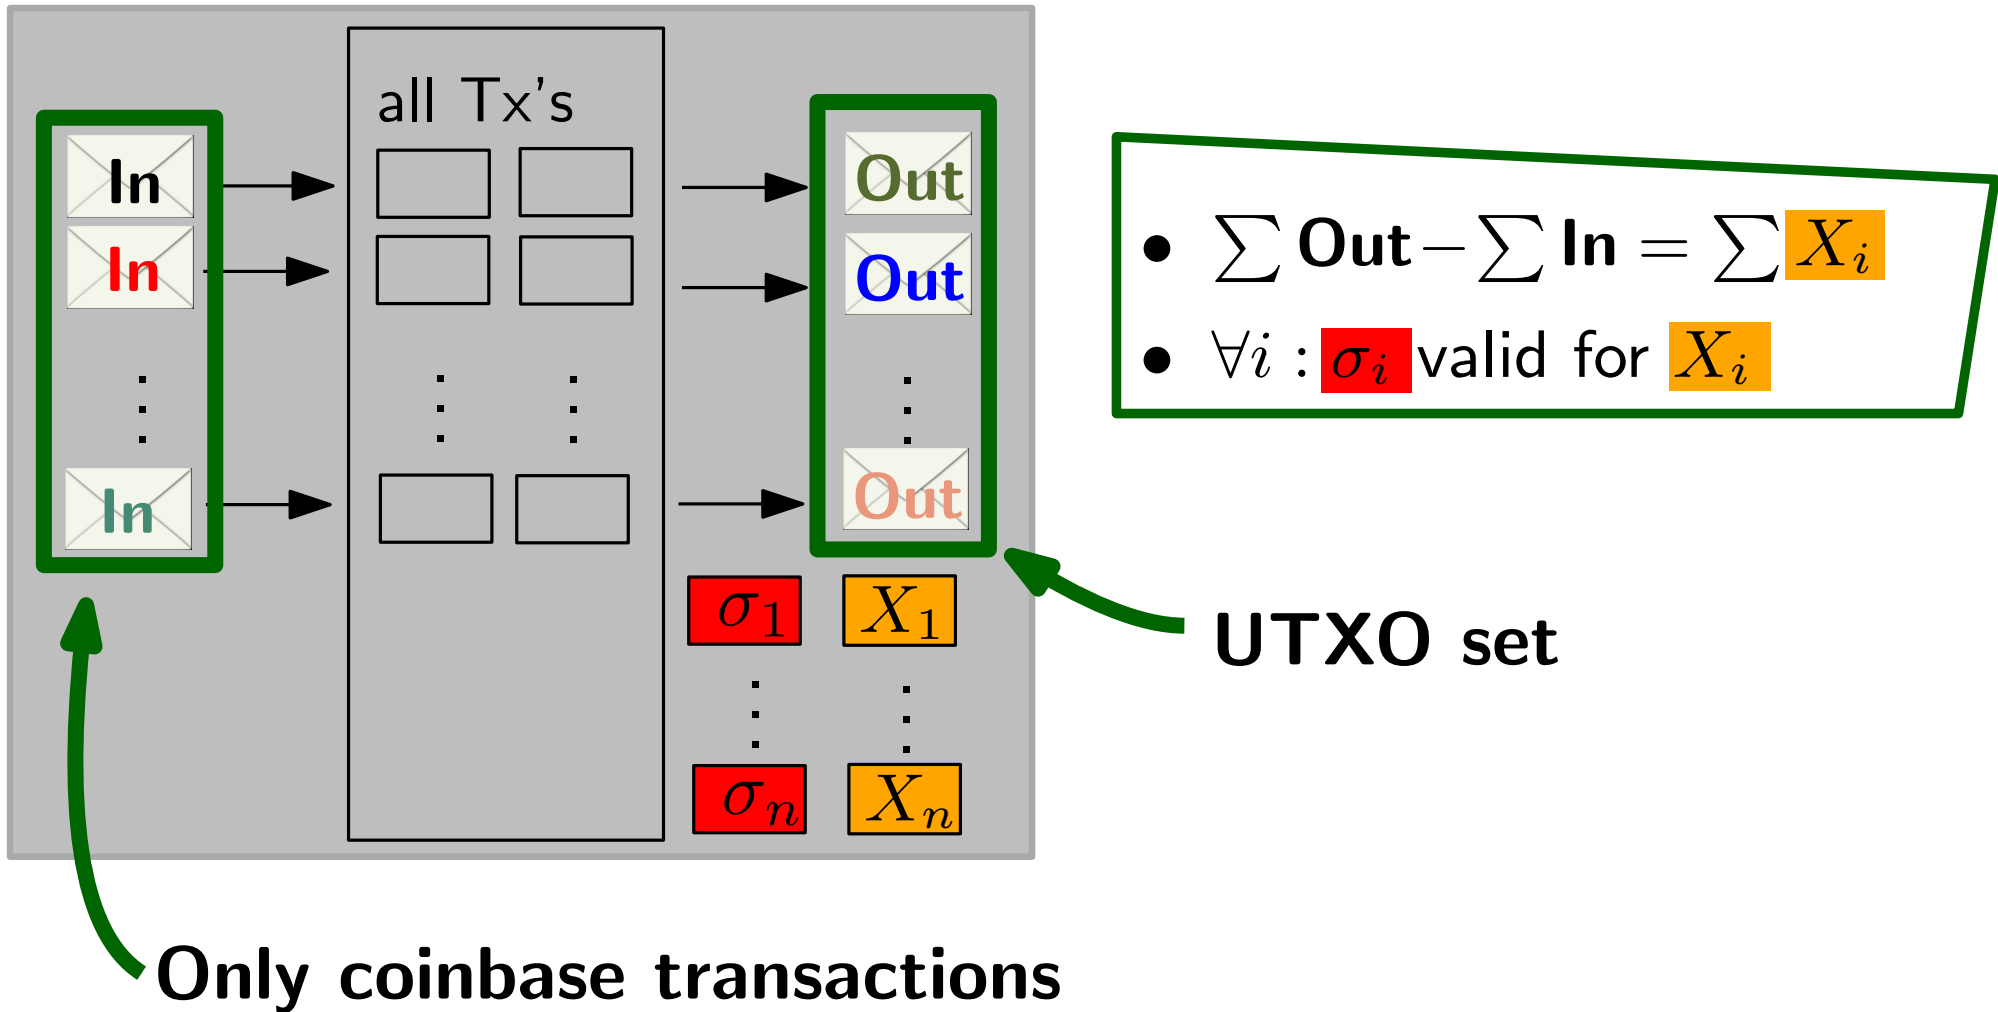 all Tx's
In
In
In
Out
Out
Out
σ₁ X₁
σₙ Xₙ
• ∑ Out − ∑ In = ∑ Xᵢ
• ∀i : σᵢ valid for Xᵢ
UTXO set
Only coinbase transactions